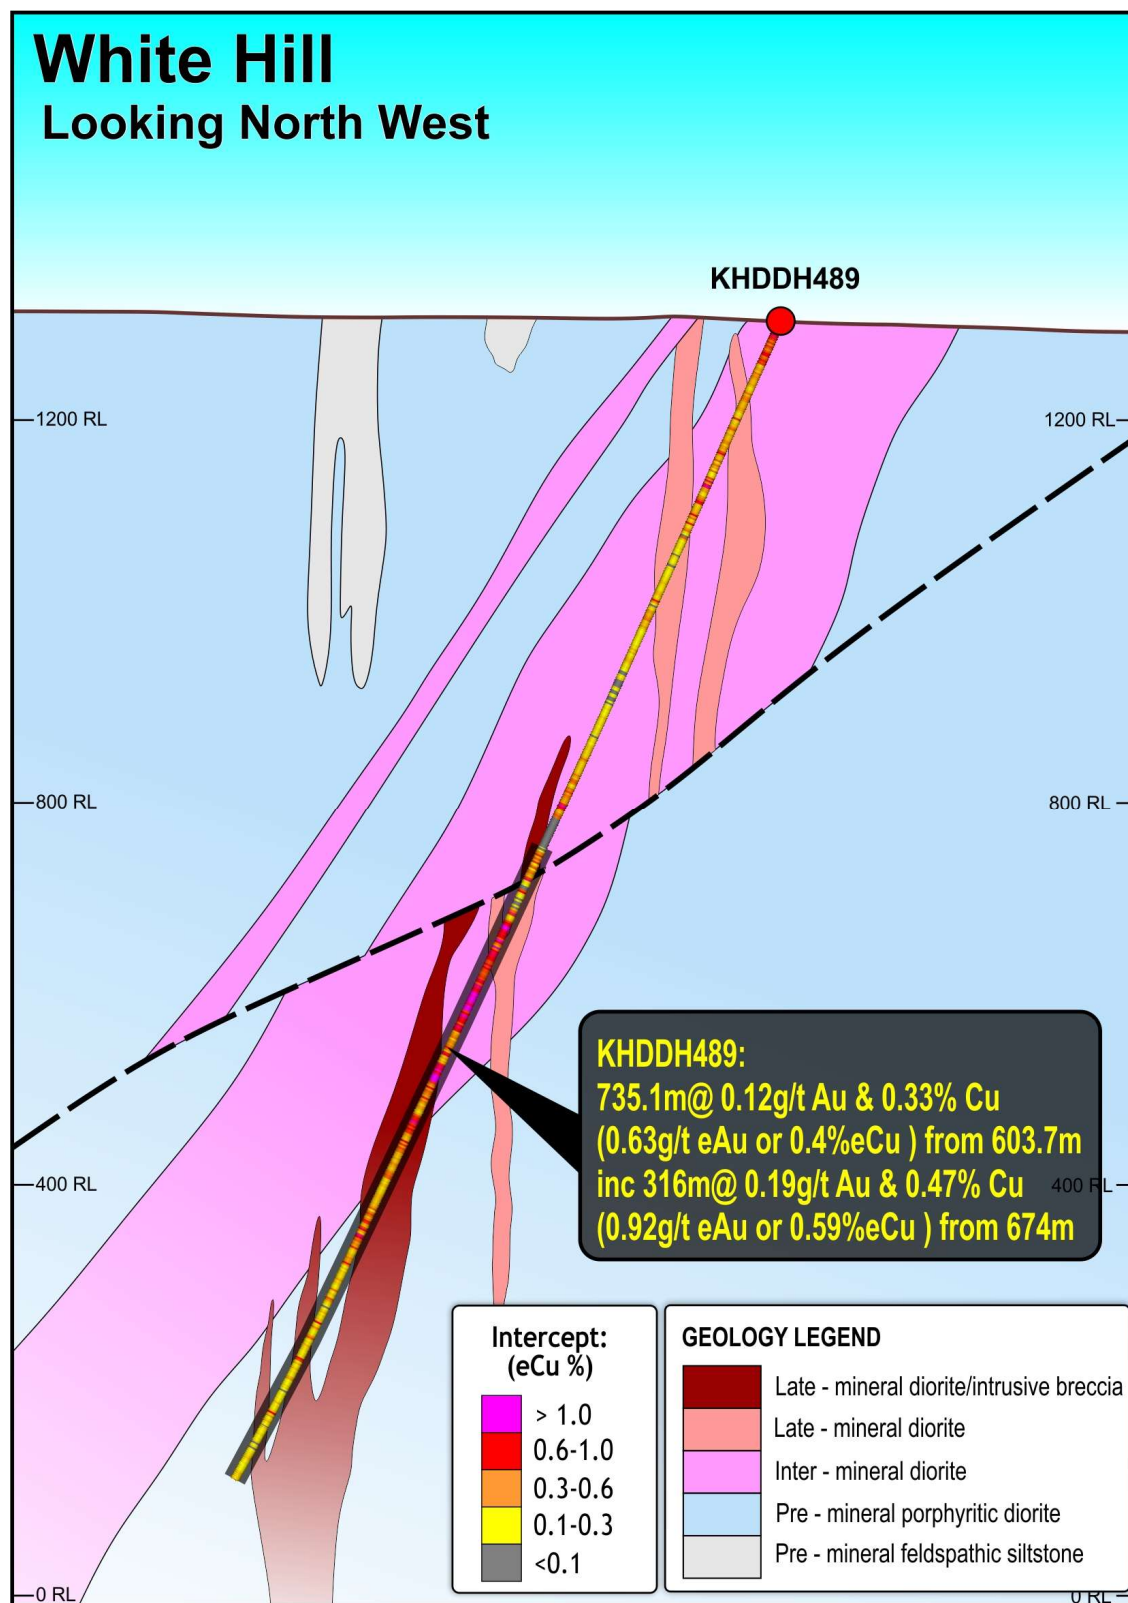 White Hill
Looking North West
KHDDH489
1200 RL
1200 RL
800 RL
800 RL
KHDDH489:
735.1m@ 0.12g/t Au & 0.33% Cu
(0.63g/t eAu or 0.4%eCu ) from 603.7m
inc 316m@ 0.19g/t Au & 0.47% Cu
(0.92g/t eAu or 0.59%eCu ) from 674m
400 RL
400 RL
Intercept:
(eCu %)
> 1.0
0.6-1.0
0.3-0.6
0.1-0.3
<0.1
GEOLOGY LEGEND
Late - mineral diorite/intrusive breccia
Late - mineral diorite
Inter - mineral diorite
Pre - mineral porphyritic diorite
Pre - mineral feldspathic siltstone
0 RL
0 RL